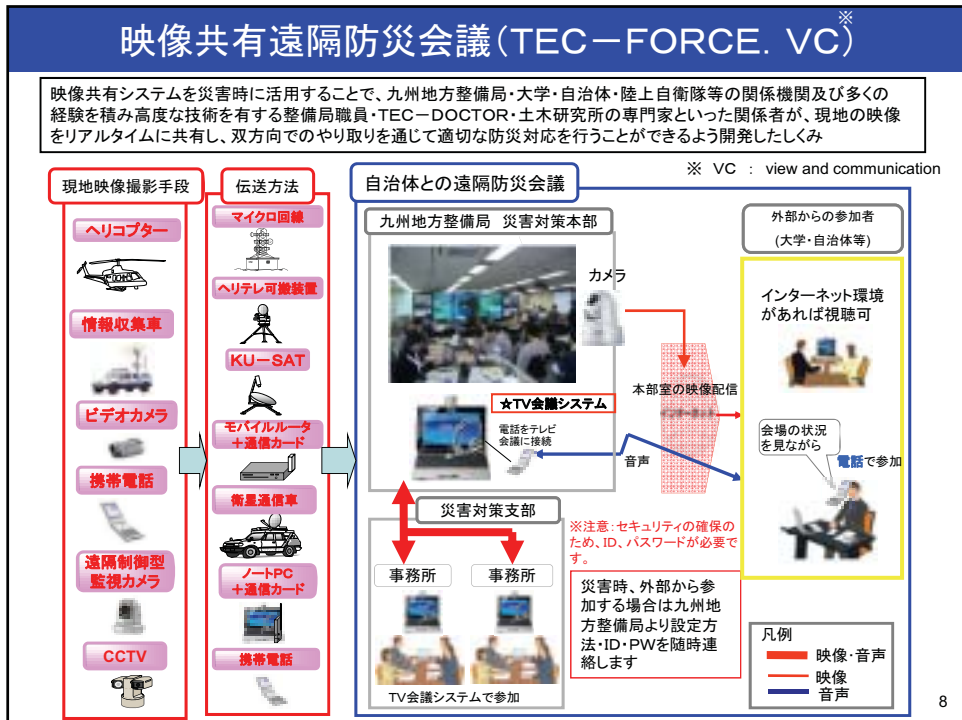 ※
映像共有遠隔防災会議(TEC－FORCE．VC)
映像共有システムを災害時に活用することで、九州地方整備局・大学・自治体・陸上自衛隊等の関係機関及び多くの
経験を積み高度な技術を有する整備局職員・TEC－DOCTOR・土木研究所の専門家といった関係者が、現地の映像
をリアルタイムに共有し、双方向でのやり取りを通じて適切な防災対応を行うことができるよう開発したしくみ
※ VC ： view and communication
現地映像撮影手段
ヘリコプター
情報収集車
ビデオカメラ
携帯電話
遠隔制御型
監視カメラ
CCTV
伝送方法
マイクロ回線
ヘリテレ可搬装置
KU－SAT
モバイルルータ
＋通信カード
衛星通信車
ノートPC
＋通信カード
携帯電話
自治体との遠隔防災会議
九州地方整備局 災害対策本部
カメラ
☆TV会議システム
電話をテレビ
会議に接続
音声
本部室の映像配信
インターネット
外部からの参加者
(大学・自治体等)
インターネット環境
があれば視聴可
会場の状況
を見ながら
電話で参加
災害対策支部
事務所
事務所
TV会議システムで参加
※注意：セキュリティの確保の
ため、ID、パスワードが必要で
す。
災害時、外部から参
加する場合は九州地
方整備局より設定方
法・ID・PWを随時連
絡します
凡例
映像・音声
映像
音声
8